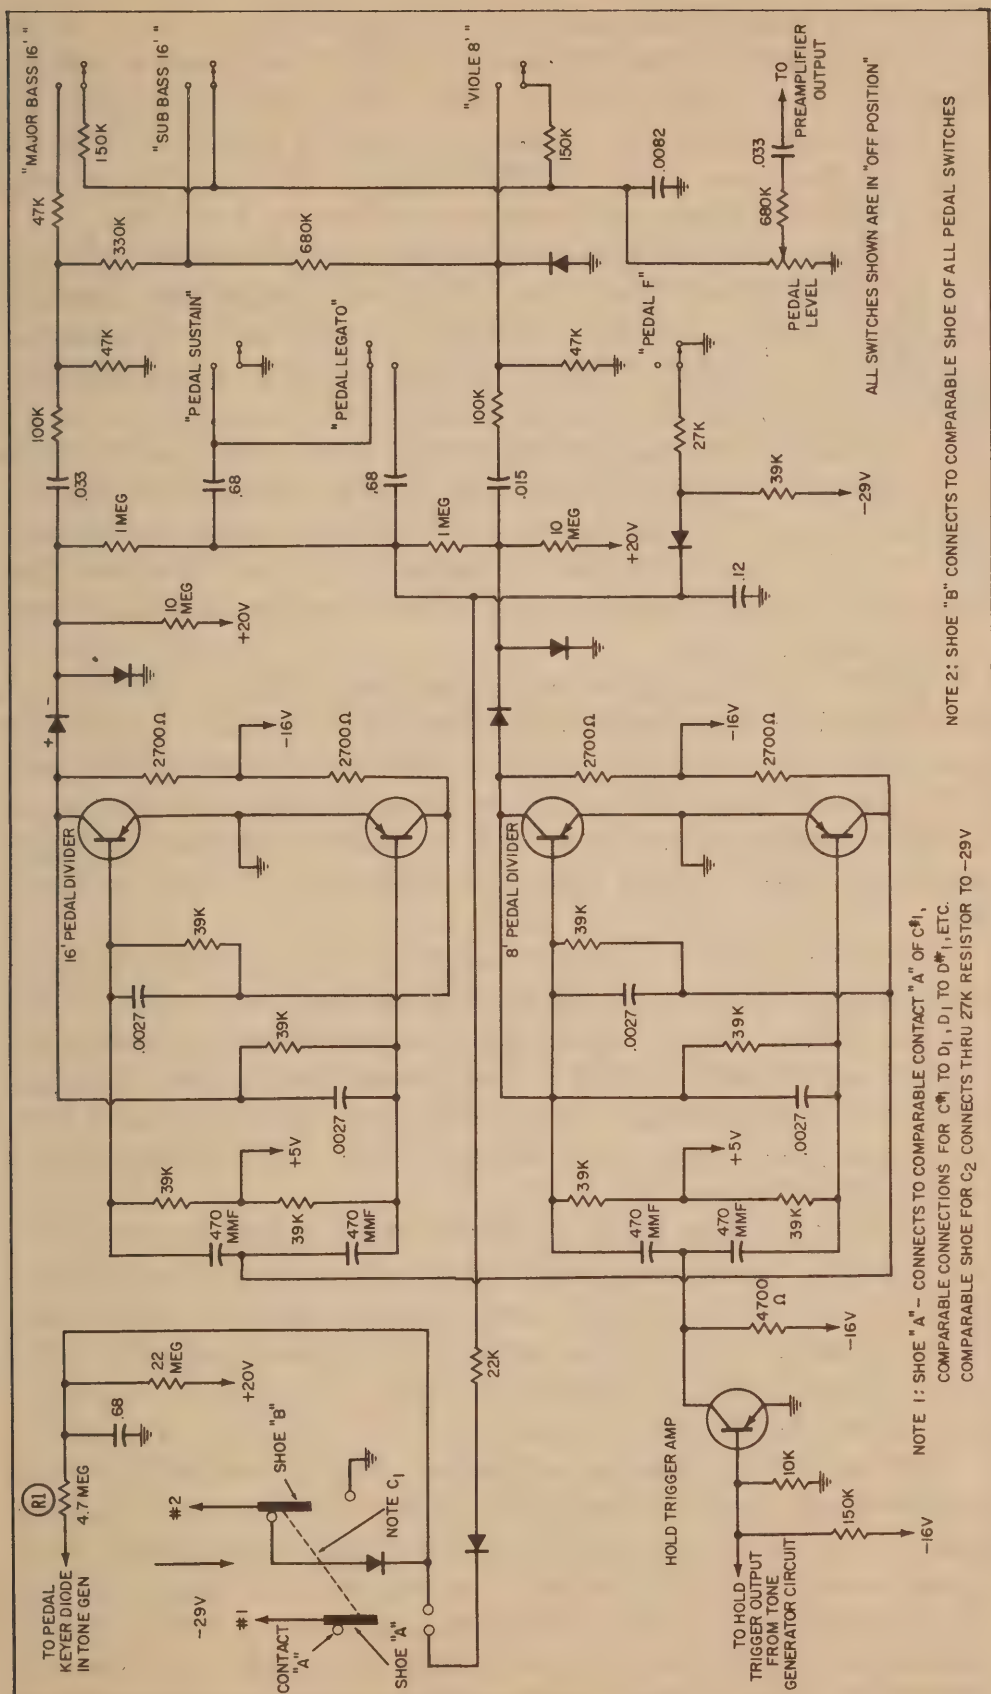 TO PEDAL
KEYER DIODE
IN TONE GEN
R1
4.7 MEG
.68
22
MEG
+20V
-29V
#1
#2
CONTACT
"A"
SHOE "A"
SHOE "B"
NOTE C1
22K
TO HOLD
TRIGGER OUTPUT
FROM TONE
GENERATOR CIRCUIT
HOLD TRIGGER AMP
150K
10K
-16V
4700
Ω
-16V
16' PEDAL DIVIDER
470
MMF
470
MMF
39K
39K
+5V
.0027
39K
.0027
39K
2700Ω
2700Ω
-16V
+
-
10
MEG
+20V
8' PEDAL DIVIDER
470
MMF
470
MMF
39K
39K
+5V
.0027
39K
.0027
39K
2700Ω
2700Ω
-16V
.033
100K
47K
47K
1 MEG
.68
.68
1 MEG
10
MEG
+20V
.015
100K
47K
.12
39K
-29V
27K
"PEDAL SUSTAIN"
"PEDAL LEGATO"
"PEDAL F"
330K
680K
"MAJOR BASS 16' "
150K
"SUB BASS 16' "
"VIOLE 8' "
150K
.0082
PEDAL
LEVEL
680K
.033
TO
PREAMPLIFIER
OUTPUT
ALL SWITCHES SHOWN ARE IN "OFF POSITION"
NOTE 1: SHOE "A" - CONNECTS TO COMPARABLE CONTACT "A" OF C#1,
COMPARABLE CONNECTIONS FOR C#1 TO D1, D1 TO D#1, ETC.
COMPARABLE SHOE FOR C2 CONNECTS THRU 27K RESISTOR TO -29V
NOTE 2: SHOE "B" CONNECTS TO COMPARABLE SHOE OF ALL PEDAL SWITCHES